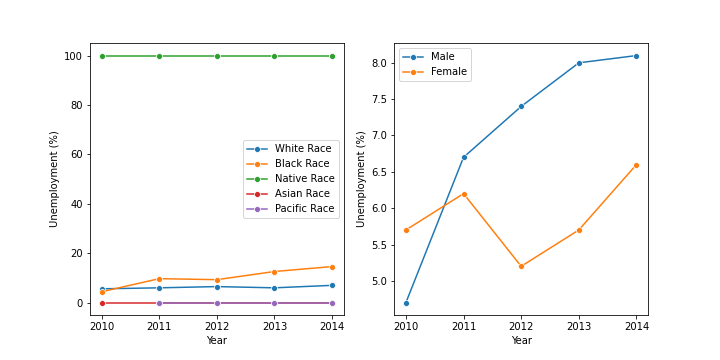 100
80
60
40
20
0
Unemployment (%)
White Race
Black Race
Native Race
Asian Race
Pacific Race
2010 2011 2012 2013 2014
Year
8.0
7.5
7.0
6.5
6.0
5.5
5.0
Unemployment (%)
Male
Female
2010 2011 2012 2013 2014
Year